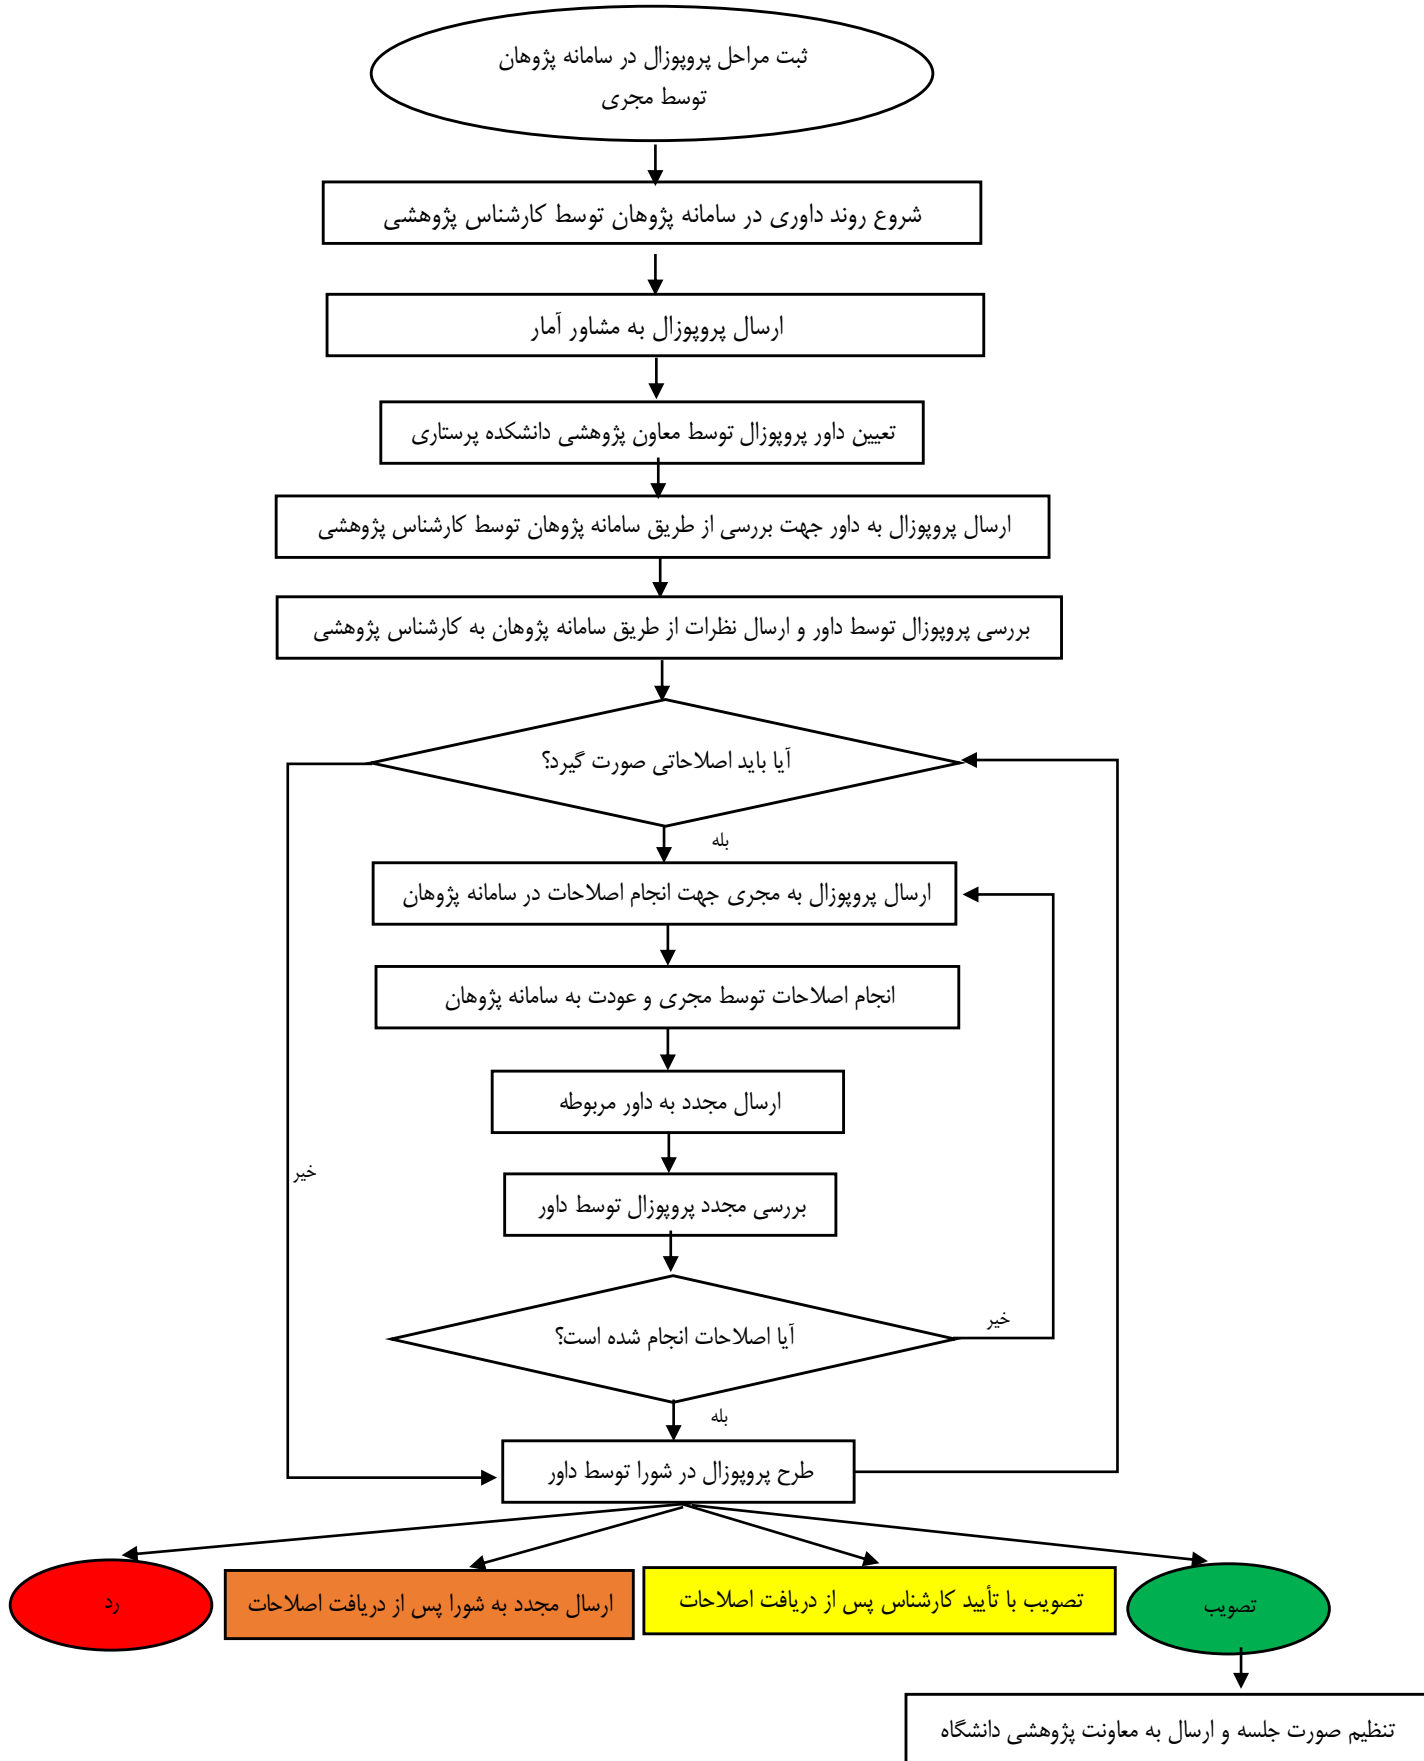 ثبت مراحل پروپوزال در سامانه پژوهان
توسط مجری
شروع روند داوری در سامانه پژوهان توسط کارشناس پژوهشی
ارسال پروپوزال به مشاور آمار
تعیین داور پروپوزال توسط معاون پژوهشی دانشکده پرستاری
ارسال پروپوزال به داور جهت بررسی از طریق سامانه پژوهان توسط کارشناس پژوهشی
بررسی پروپوزال توسط داور و ارسال نظرات از طریق سامانه پژوهان به کارشناس پژوهشی
آیا باید اصلاحاتی صورت گیرد؟
بله
ارسال پروپوزال به مجری جهت انجام اصلاحات در سامانه پژوهان
انجام اصلاحات توسط مجری و عودت به سامانه پژوهان
ارسال مجدد به داور مربوطه
خیر
بررسی مجدد پروپوزال توسط داور
خیر
آیا اصلاحات انجام شده است؟
بله
طرح پروپوزال در شورا توسط داور
تصویب
تصویب با تأیید کارشناس پس از دریافت اصلاحات
ارسال مجدد به شورا پس از دریافت اصلاحات
رد
تنظیم صورت جلسه و ارسال به معاونت پژوهشی دانشگاه